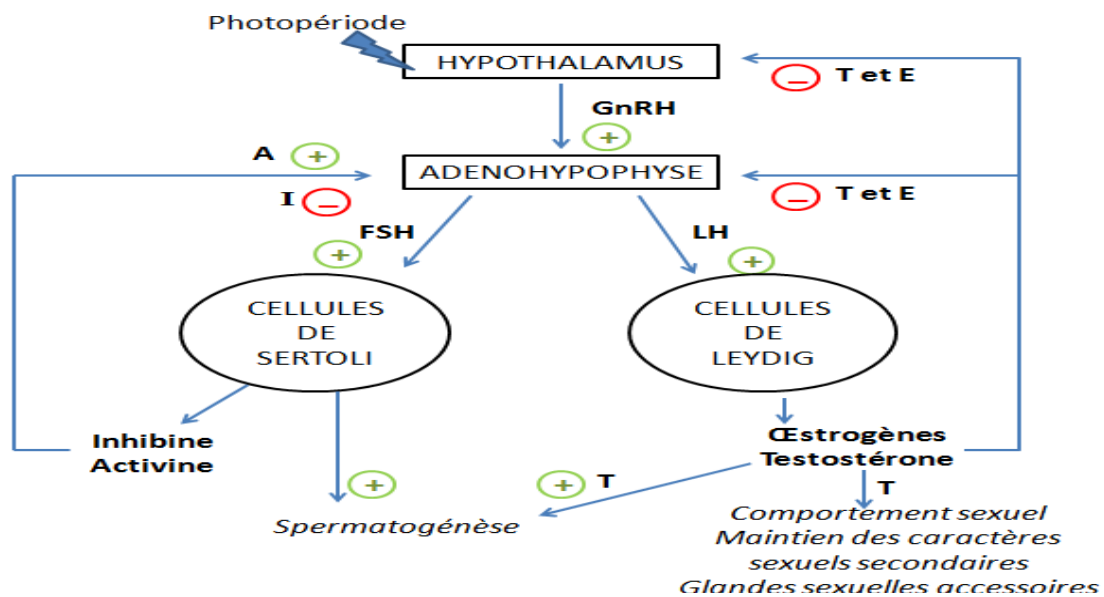 Photopériode
HYPOTHALAMUS
− T et E
GnRH
+
A +
ADENOHYPOPHYSE
I −
− T et E
FSH
+
LH
+
CELLULES
DE
SERTOLI
CELLULES
DE
LEYDIG
Inhibine
Activine
Œstrogènes
Testostérone
+
+ T
T
Spermatogénèse
Comportement sexuel
Maintien des caractères
sexuels secondaires
Glandes sexuelles accessoires